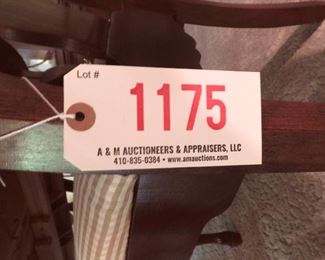 Lot #
1175
A & M AUCTIONEERS & APPRAISERS, LLC
410-835-0384 • www.amauctions.com